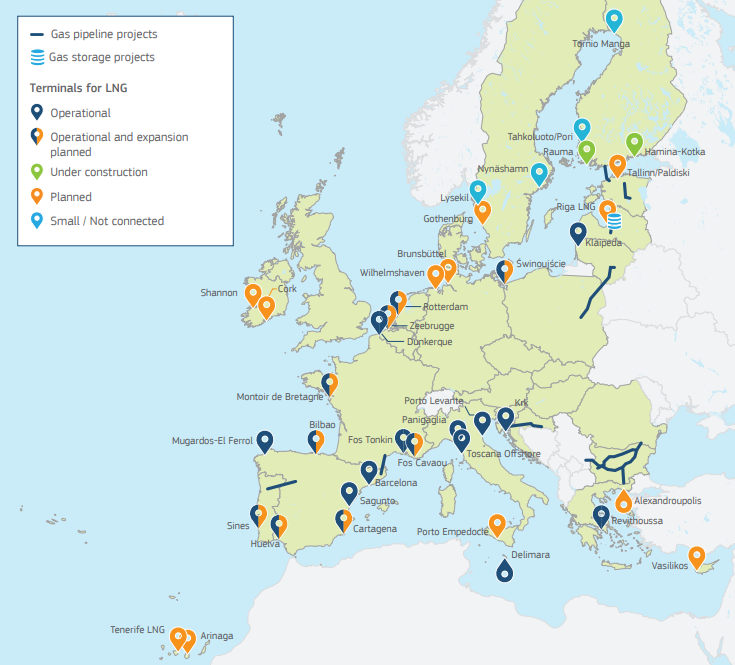 Gas pipeline projects
Gas storage projects
Terminals for LNG
Operational
Operational and expansion
planned
Under construction
Planned
Small / Not connected
Tornio Manga
Tahkoluoto/Pori
Rauma
Hamina-Kotka
Nynäshamn
Tallinn/Paldiski
Lysekil
Gothenburg
Riga LNG
Klaipeda
Brunsbüttel
Wilhelmshaven
Świnoujście
Shannon
Cork
Rotterdam
Zeebrugge
Dunkerque
Montoir de Bretagne
Porto Levante
Krk
Panigaglia
Bilbao
Mugardos-El Ferrol
Fos Tonkin
Fos Cavaou
Toscana Offshore
Barcelona
Sagunto
Alexandroupolis
Sines
Cartagena
Revithoussa
Huelva
Porto Empedocle
Delimara
Vasilikos
Tenerife LNG
Arinaga